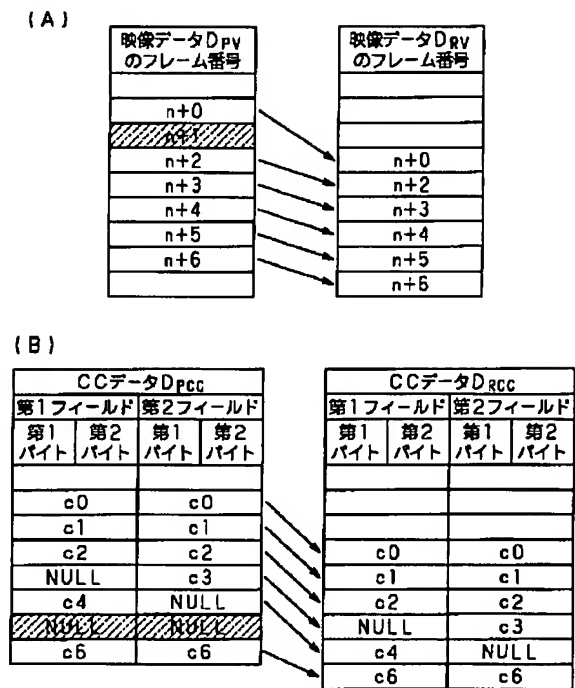 (A)
映像データDPV
のフレーム番号
n+0
n+1
n+2
n+3
n+4
n+5
n+6
映像データDRV
のフレーム番号
n+0
n+2
n+3
n+4
n+5
n+6
(B)
CCデータDPCC
第1フィールド 第2フィールド
第1 第2 第1 第2
バイト バイト バイト バイト
c0 c0
c1 c1
c2 c2
NULL c3
c4 NULL
NULL NULL
c6 c6
CCデータDRCC
第1フィールド 第2フィールド
第1 第2 第1 第2
バイト バイト バイト バイト
c0 c0
c1 c1
c2 c2
NULL c3
c4 NULL
c6 c6